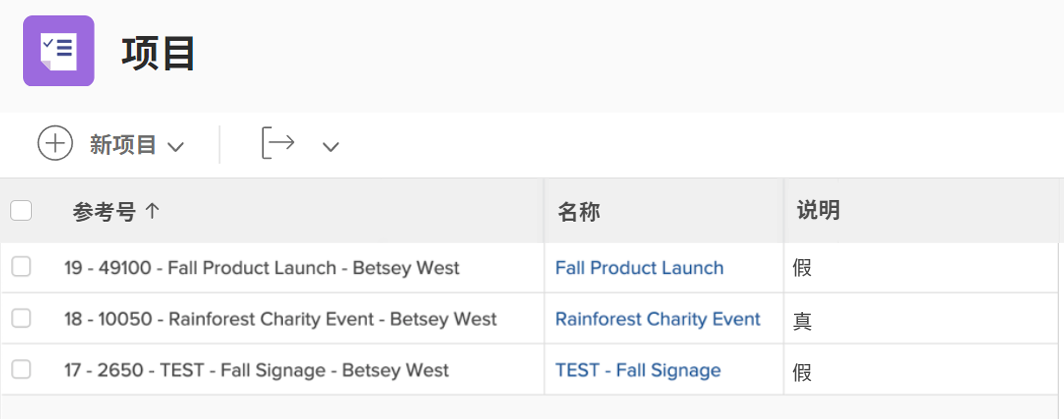 项目
新项目
参考号 ↑ 名称 说明
19 - 49100 - Fall Product Launch - Betsey West Fall Product Launch 假
18 - 10050 - Rainforest Charity Event - Betsey West Rainforest Charity Event 真
17 - 2650 - TEST - Fall Signage - Betsey West TEST - Fall Signage 假